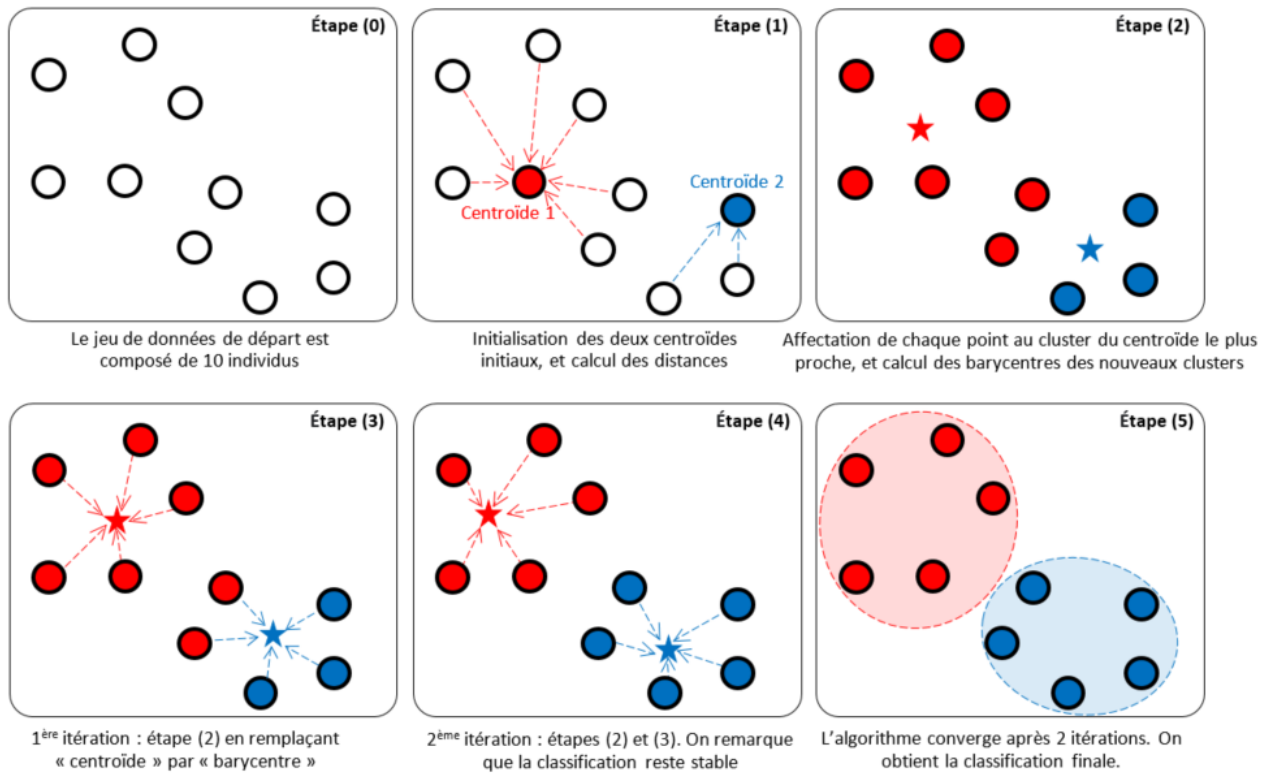 Étape (0)
Le jeu de données de départ est
composé de 10 individus
Étape (1)
Centroïde 2
Centroïde 1
Initialisation des deux centroïdes
initiaux, et calcul des distances
Étape (2)
Affectation de chaque point au cluster du centroïde le plus
proche, et calcul des barycentres des nouveaux clusters
Étape (3)
1ère itération : étape (2) en remplaçant
« centroïde » par « barycentre »
Étape (4)
2ème itération : étapes (2) et (3). On remarque
que la classification reste stable
Étape (5)
L'algorithme converge après 2 itérations. On
obtient la classification finale.